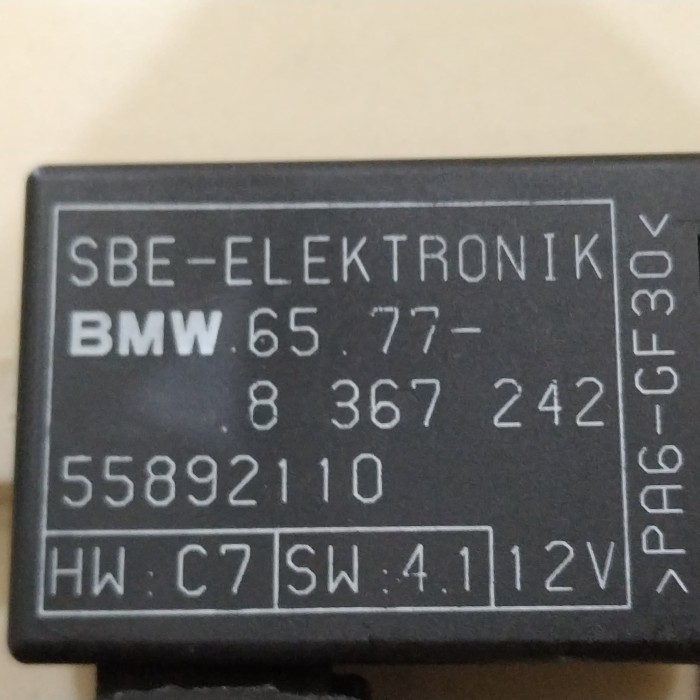 SBE-ELEKTRONIK
BMW.65.77-
.8 367 242
55892110
HW:C7 SW:4.1 12V
>PA6-GF30<